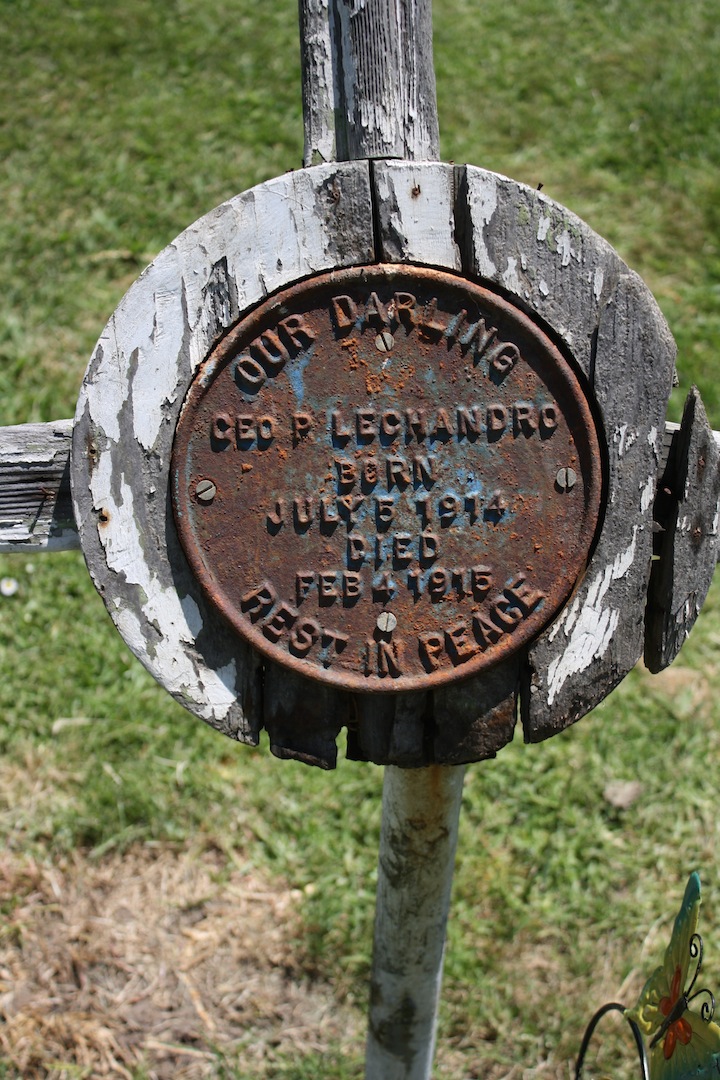 OUR DARLING
GEO P LECHANDRO
BORN
JULY 5 1914
DIED
FEB 4 1915
REST IN PEACE